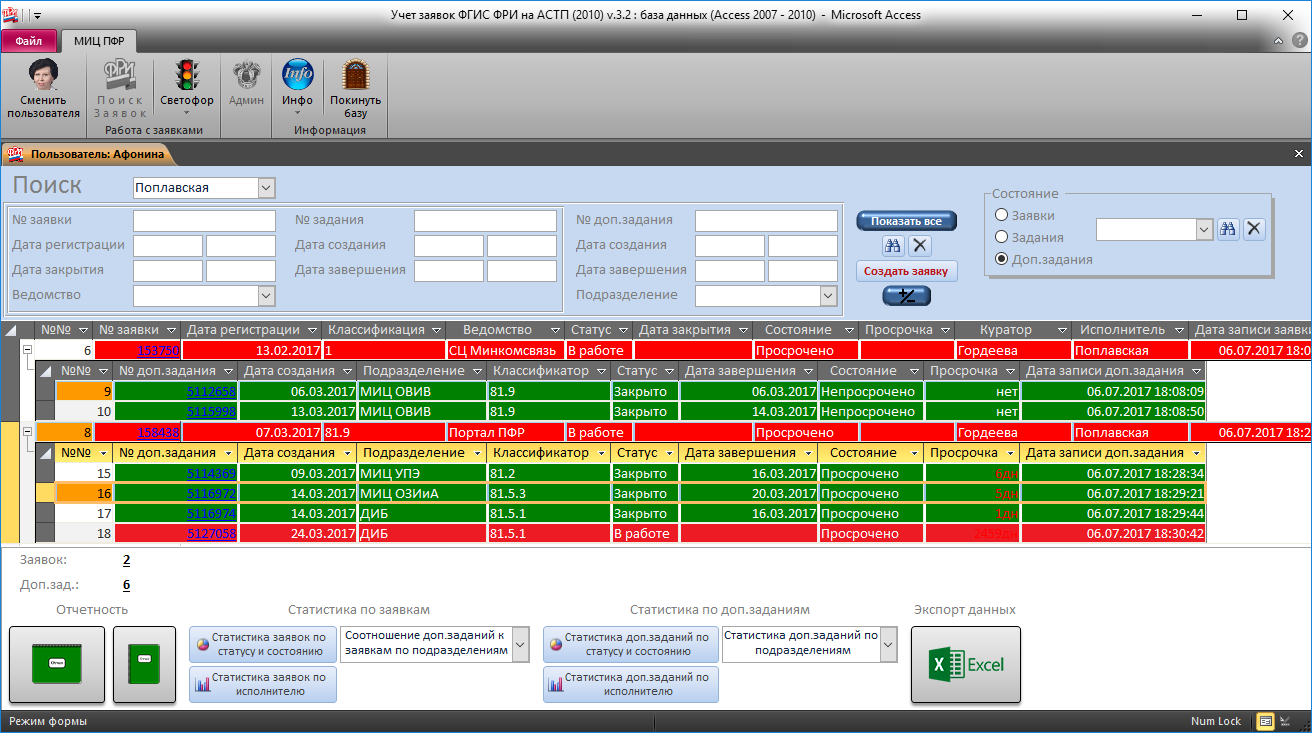 Учет заявок ФГИС ФРИ на АСТП (2010) v.3.2 : база данных (Access 2007 - 2010) - Microsoft Access
Файл МИЦ ПФР
Сменить пользователя
Поиск Заявок
Светофор
Админ
Инфо
Покинуть базу
Работа с заявками
Информация
Пользователь: Афонина
Поиск Поплавская
№ заявки № задания № доп.задания
Дата регистрации Дата создания Дата создания
Дата закрытия Дата завершения Дата завершения
Ведомство Подразделение
Показать все
Создать заявку
Состояние
Заявки
Задания
Доп.задания
№№ № заявки Дата регистрации Классификация Ведомство Статус Дата закрытия Состояние Просрочка Куратор Исполнитель Дата записи заявки
6 153750 13.02.2017 1 СЦ Минкомсвязь В работе Просрочено Гордеева Поплавская 06.07.2017 18:0
№№ № доп.задания Дата создания Подразделение Классификатор Статус Дата завершения Состояние Просрочка Дата записи доп.задания
9 5112658 06.03.2017 МИЦ ОВИВ 81.9 Закрыто 06.03.2017 Непросрочено нет 06.07.2017 18:08:09
10 5115998 13.03.2017 МИЦ ОВИВ 81.9 Закрыто 14.03.2017 Непросрочено нет 06.07.2017 18:08:50
8 158438 07.03.2017 81.9 Портал ПФР В работе Просрочено Гордеева Поплавская 06.07.2017 18:2
№№ № доп.задания Дата создания Подразделение Классификатор Статус Дата завершения Состояние Просрочка Дата записи доп.задания
15 5114369 09.03.2017 МИЦ УПЭ 81.2 Закрыто 16.03.2017 Просрочено 6дн 06.07.2017 18:28:34
16 5116972 14.03.2017 МИЦ ОЗИиА 81.5.3 Закрыто 20.03.2017 Просрочено 5дн 06.07.2017 18:29:21
17 5116974 14.03.2017 ДИБ 81.5.1 Закрыто 16.03.2017 Просрочено 1дн 06.07.2017 18:29:44
18 5127058 24.03.2017 ДИБ 81.5.1 В работе Просрочено 2459дн 06.07.2017 18:30:42
Заявок: 2
Доп.зад.: 6
Отчетность Статистика по заявкам Статистика по доп.заданиям Экспорт данных
Статистика заявок по статусу и состоянию
Соотношение доп.заданий к заявкам по подразделениям
Статистика доп.заданий по статусу и состоянию
Статистика доп.заданий по подразделениям
Excel
Статистика заявок по исполнителю
Статистика доп.заданий по исполнителю
Режим формы Num Lock